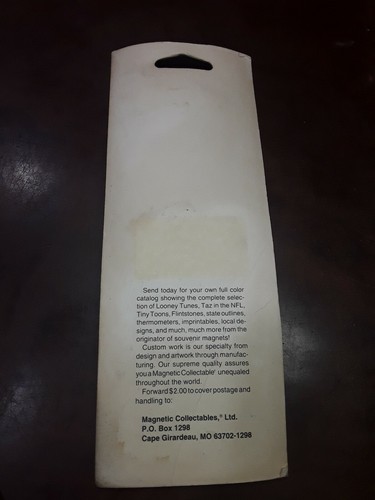 Send today for your own full color
catalog showing the complete selec-
tion of Looney Tunes, Taz in the NFL,
Tiny Toons, Flintstones, state outlines,
thermometers, imprintables, local de-
signs, and much, much more from the
originator of souvenir magnets!
Custom work is our specialty from
design and artwork through manufac-
turing. Our supreme quality assures
you a Magnetic Collectable® unequaled
throughout the world.
Forward $2.00 to cover postage and
handling to:
Magnetic Collectables,® Ltd.
P.O. Box 1298
Cape Girardeau, MO 63702-1298